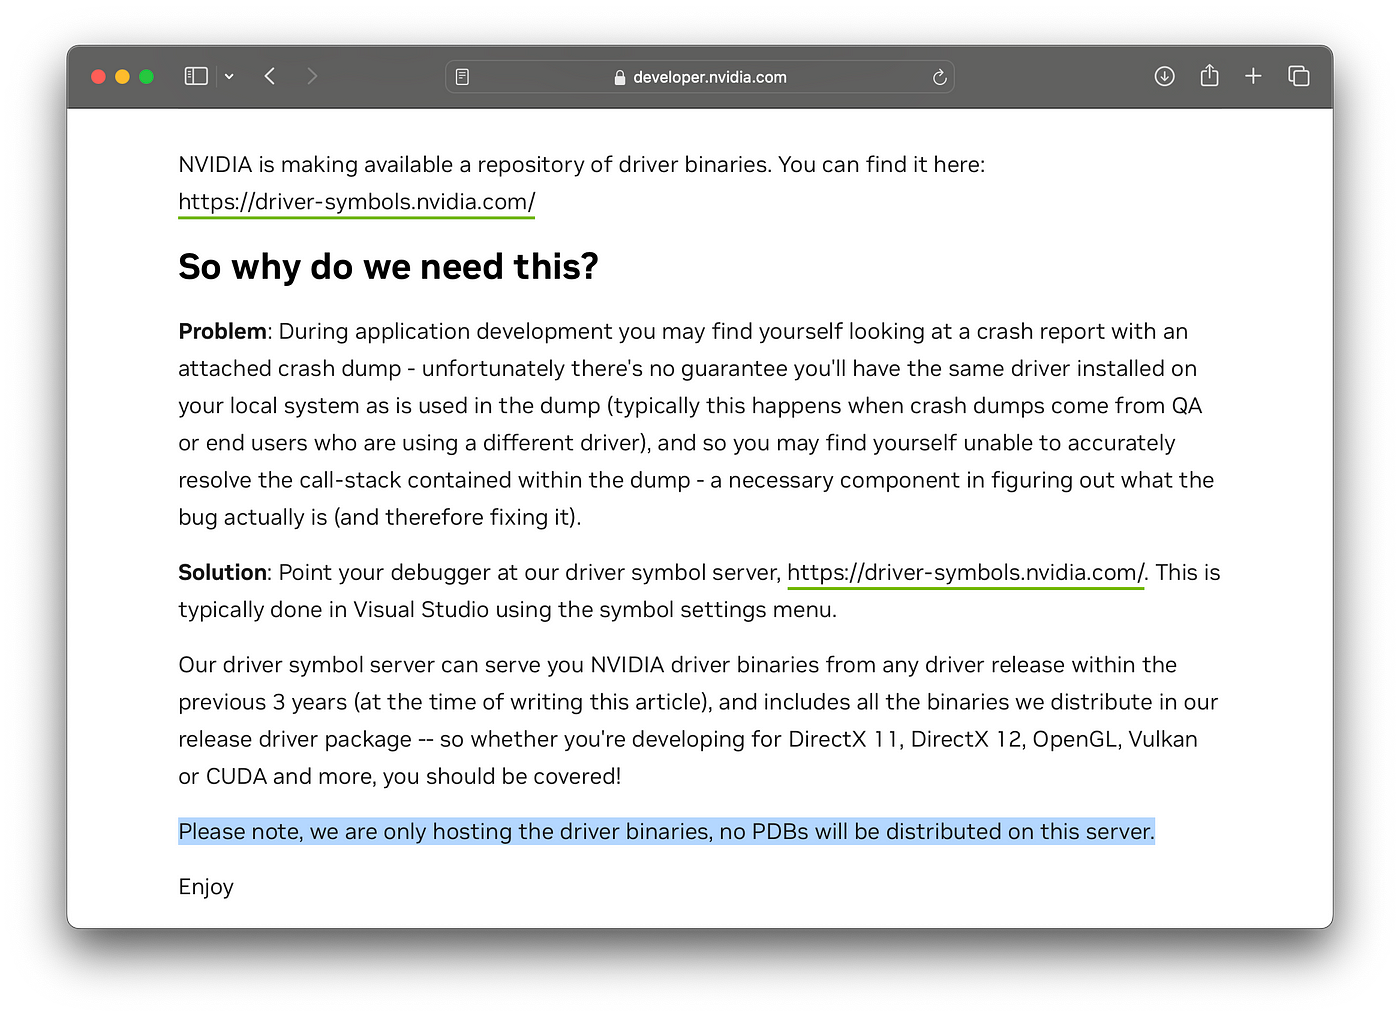 developer.nvidia.com
NVIDIA is making available a repository of driver binaries. You can find it here:
https://driver-symbols.nvidia.com/
So why do we need this?
Problem: During application development you may find yourself looking at a crash report with an
attached crash dump - unfortunately there's no guarantee you'll have the same driver installed on
your local system as is used in the dump (typically this happens when crash dumps come from QA
or end users who are using a different driver), and so you may find yourself unable to accurately
resolve the call-stack contained within the dump - a necessary component in figuring out what the
bug actually is (and therefore fixing it).
Solution: Point your debugger at our driver symbol server, https://driver-symbols.nvidia.com/. This is
typically done in Visual Studio using the symbol settings menu.
Our driver symbol server can serve you NVIDIA driver binaries from any driver release within the
previous 3 years (at the time of writing this article), and includes all the binaries we distribute in our
release driver package -- so whether you're developing for DirectX 11, DirectX 12, OpenGL, Vulkan
or CUDA and more, you should be covered!
Please note, we are only hosting the driver binaries, no PDBs will be distributed on this server.
Enjoy